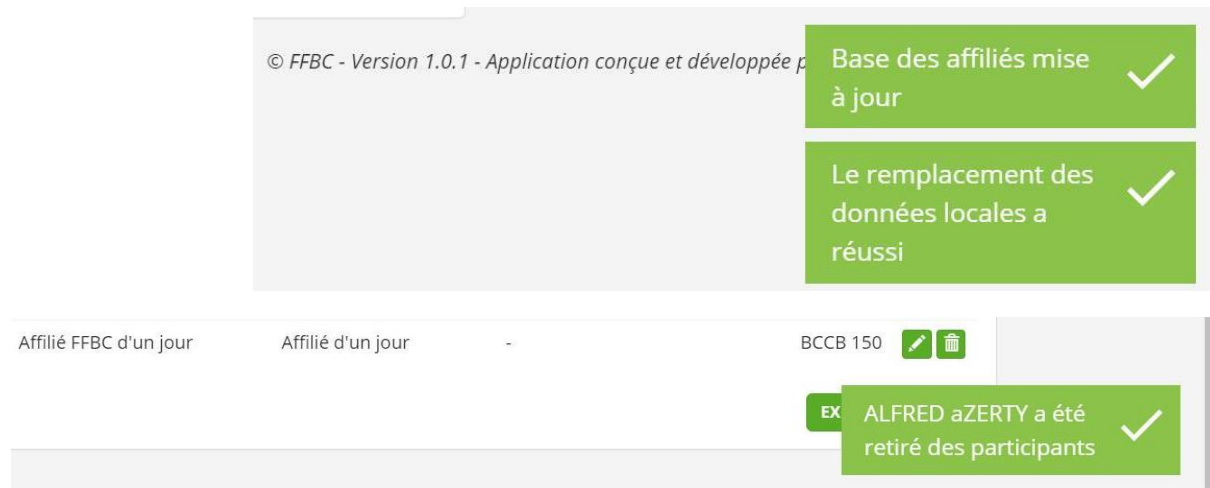 © FFBC - Version 1.0.1 - Application conçue et développée
Base des affiliés mise
à jour
Le remplacement des
données locales a
réussi
Affilié FFBC d'un jour Affilié d'un jour - BCCB 150
EX
ALFRED aZERTY a été
retiré des participants